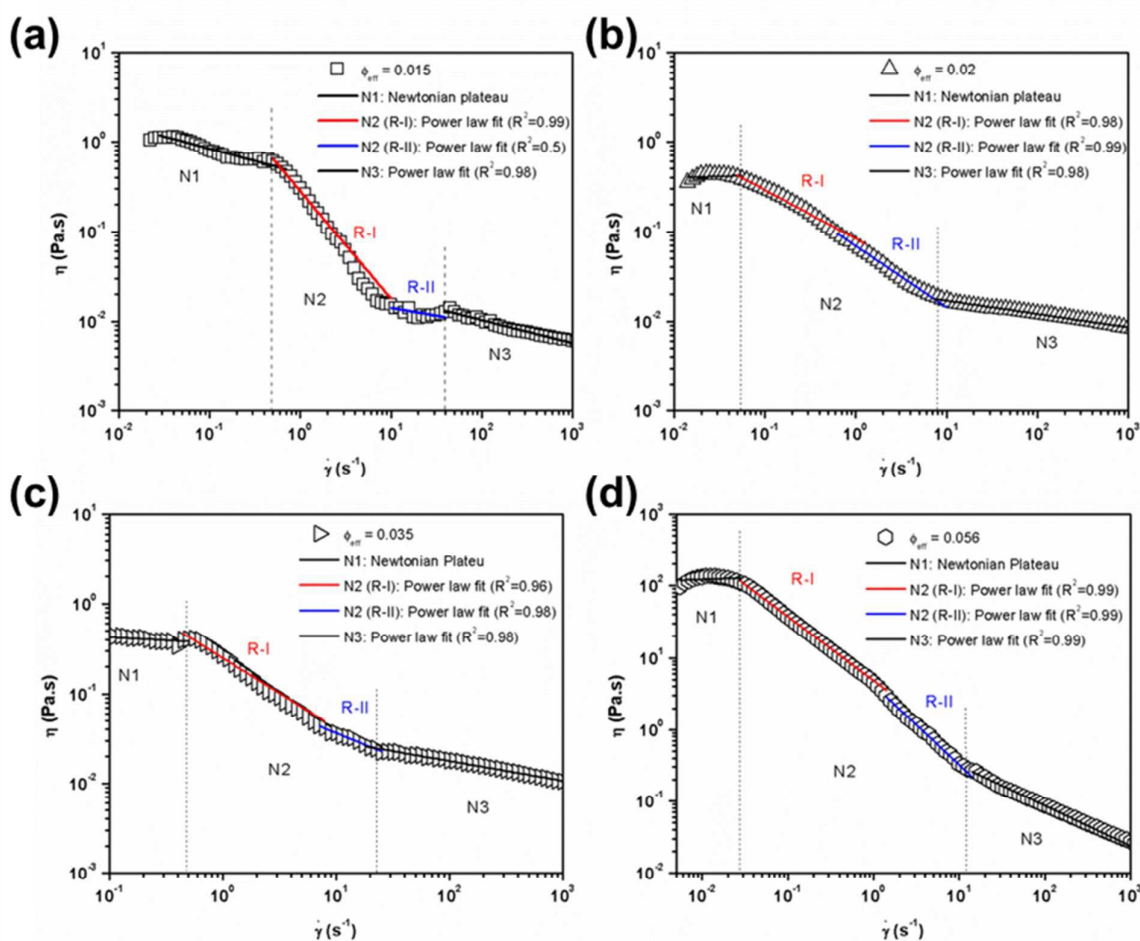 (a)
10¹
10⁰
10⁻¹
10⁻²
10⁻³
η (Pa.s)
ϕeff = 0.015
N1: Newtonian plateau
N2 (R-I): Power law fit (R²=0.99)
N2 (R-II): Power law fit (R²=0.5)
N3: Power law fit (R²=0.98)
N1
R-I
N2
R-II
N3
10⁻² 10⁻¹ 10⁰ 10¹ 10² 10³
γ̇ (s⁻¹)
(b)
10¹
10⁰
10⁻¹
10⁻²
10⁻³
η (Pa.s)
ϕeff = 0.02
N1: Newtonian plateau
N2 (R-I): Power law fit (R²=0.98)
N2 (R-II): Power law fit (R²=0.99)
N3: Power law fit (R²=0.98)
N1
R-I
R-II
N2
N3
10⁻² 10⁻¹ 10⁰ 10¹ 10² 10³
γ̇ (s⁻¹)
(c)
10¹
10⁰
10⁻¹
10⁻²
10⁻³
η (Pa.s)
ϕeff = 0.035
N1: Newtonian Plateu
N2 (R-I): Power law fit (R²=0.96)
N2 (R-II): Power law fit (R²=0.98)
N3: Power law fit (R²=0.98)
N1
R-I
R-II
N2
N3
10⁻¹ 10⁰ 10¹ 10² 10³
γ̇ (s⁻¹)
(d)
10³
10²
10¹
10⁰
10⁻¹
10⁻²
η (Pa.s)
ϕeff = 0.056
N1: Newtonian Plateau
N2 (R-I): Power law fit (R²=0.99)
N2 (R-II): Power law fit (R²=0.99)
N3: Power law fit (R²=0.99)
N1
R-I
R-II
N2
N3
10⁻² 10⁻¹ 10⁰ 10¹ 10² 10³
γ̇ (s⁻¹)